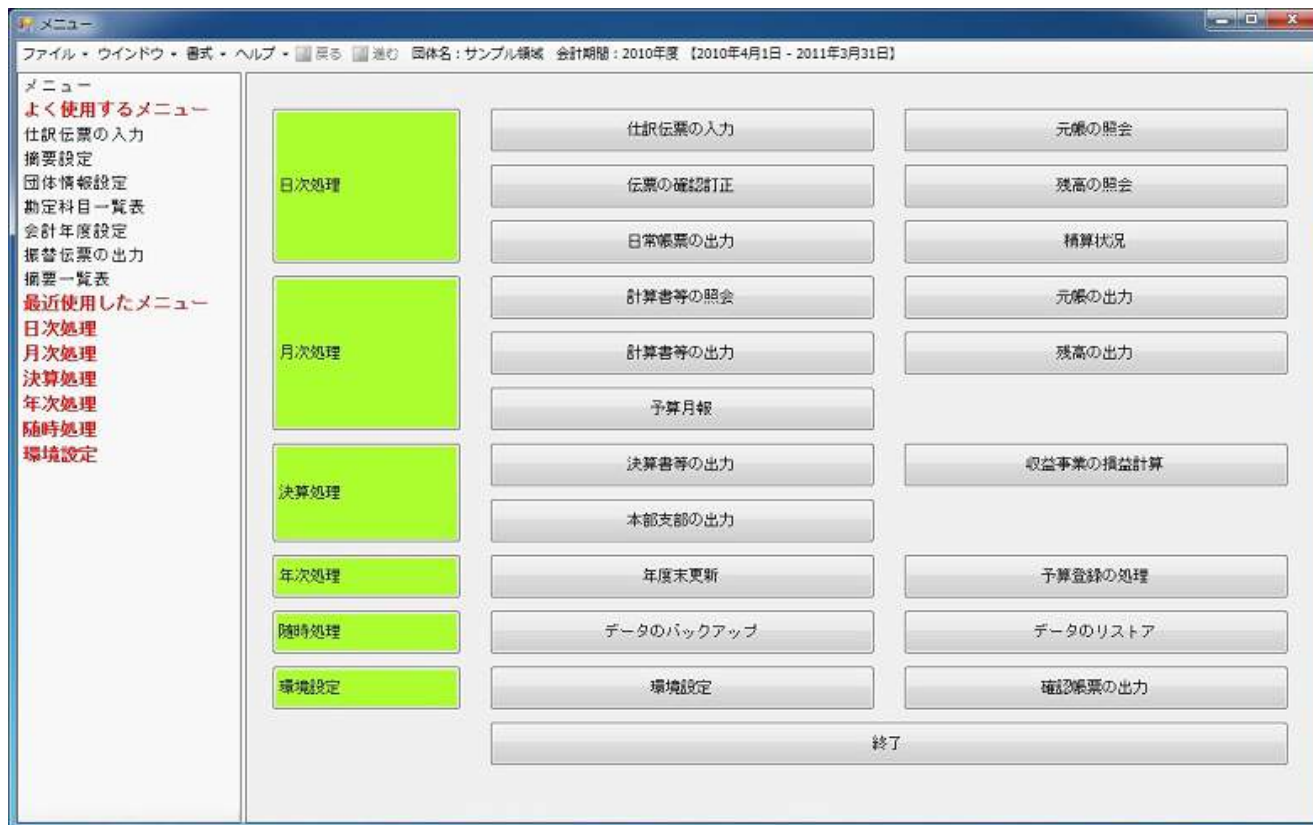 メニュー
ファイル ウインドウ 書式 ヘルプ 戻る 進む 団体名：サンプル領域 会計期間：2010年度 【2010年4月1日 - 2011年3月31日】
メニュー
よく使用するメニュー
仕訳伝票の入力
摘要設定
団体情報設定
勘定科目一覧表
会計年度設定
振替伝票の出力
摘要一覧表
最近使用したメニュー
日次処理
月次処理
決算処理
年次処理
随時処理
環境設定
日次処理
仕訳伝票の入力
元帳の照会
伝票の確認訂正
残高の照会
日常帳票の出力
精算状況
月次処理
計算書等の照会
元帳の出力
計算書等の出力
残高の出力
予算月報
決算処理
決算書等の出力
収益事業の損益計算
本部支部の出力
年次処理
年度末更新
予算登録の処理
随時処理
データのバックアップ
データのリストア
環境設定
環境設定
確認帳票の出力
終了